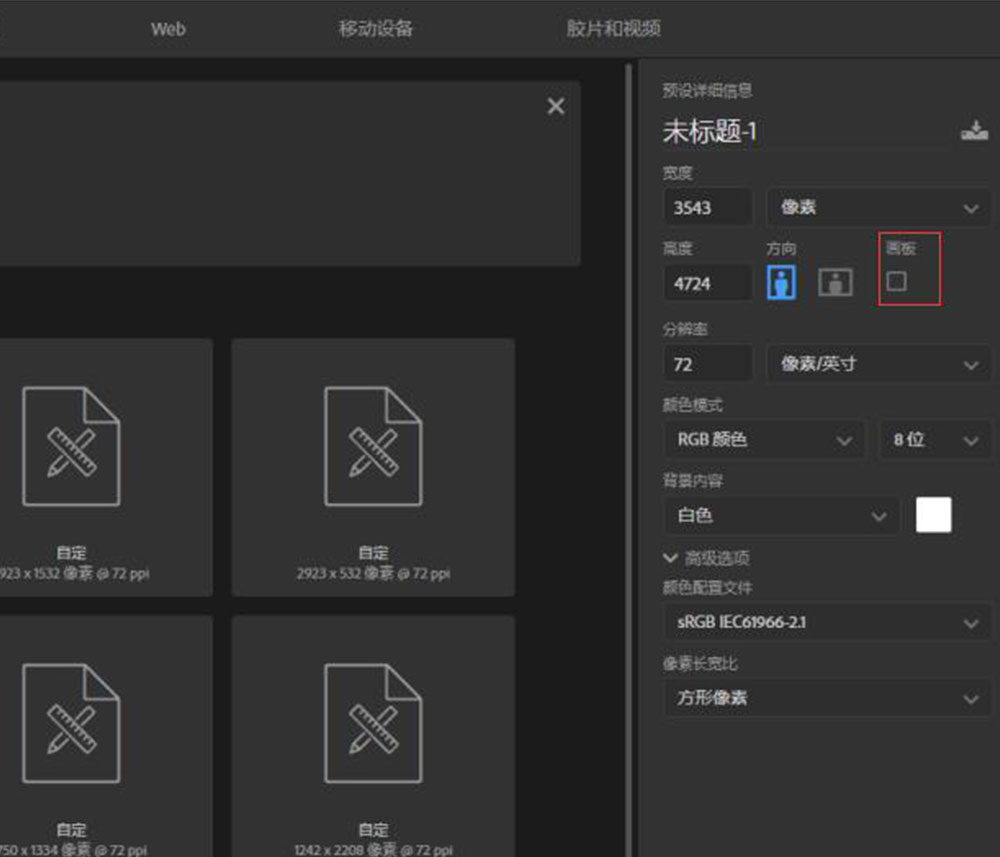 Web
移动设备
胶片和视频
预设详细信息
未标题-1
宽度
3543
像素
高度
方向
画板
4724
分辨率
72
像素/英寸
颜色模式
RGB 颜色
8 位
背景内容
白色
高级选项
颜色配置文件
sRGB IEC61966-2.1
像素长宽比
方形像素
自定
923 x 1532 像素 @ 72 ppi
自定
2923 x 532 像素 @ 72 ppi
自定
750 x 1334 像素 @ 72 ppi
自定
1242 x 2208 像素 @ 72 ppi